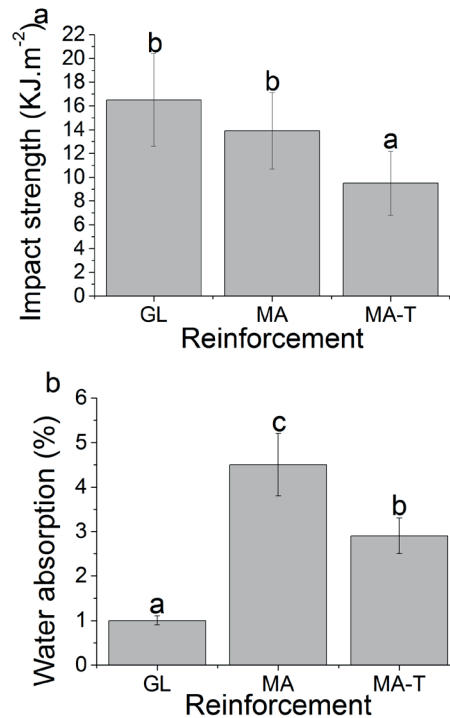 a
Impact strength (KJ.m⁻²)
22
20
18
16
14
12
10
8
6
4
2
0
b
b
a
GL
MA
MA-T
Reinforcement
b
Water absorption (%)
6
5
4
3
2
1
0
a
c
b
GL
MA
MA-T
Reinforcement